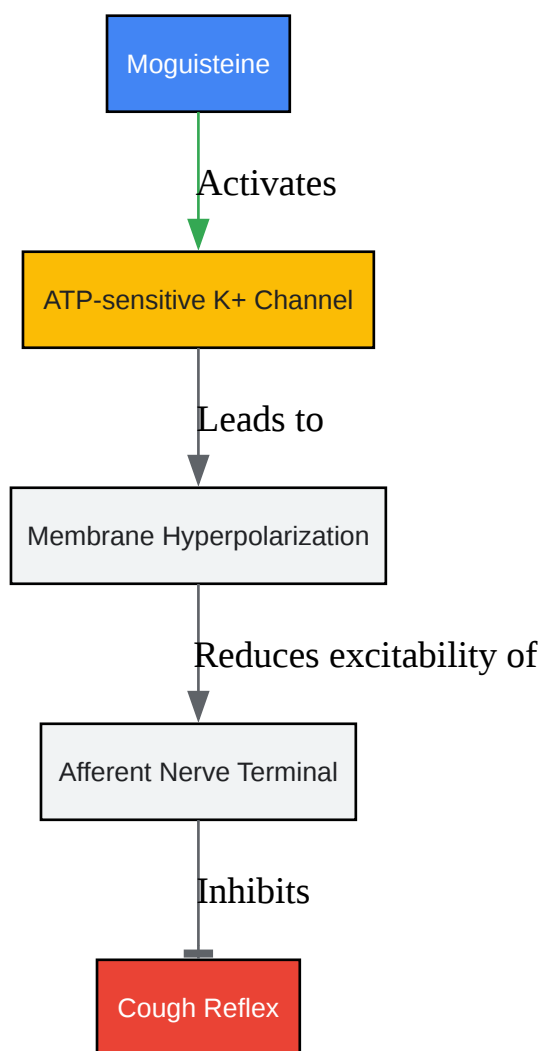 Moguisteine
Activates
ATP-sensitive K+ Channel
Leads to
Membrane Hyperpolarization
Reduces excitability of
Afferent Nerve Terminal
Inhibits
Cough Reflex